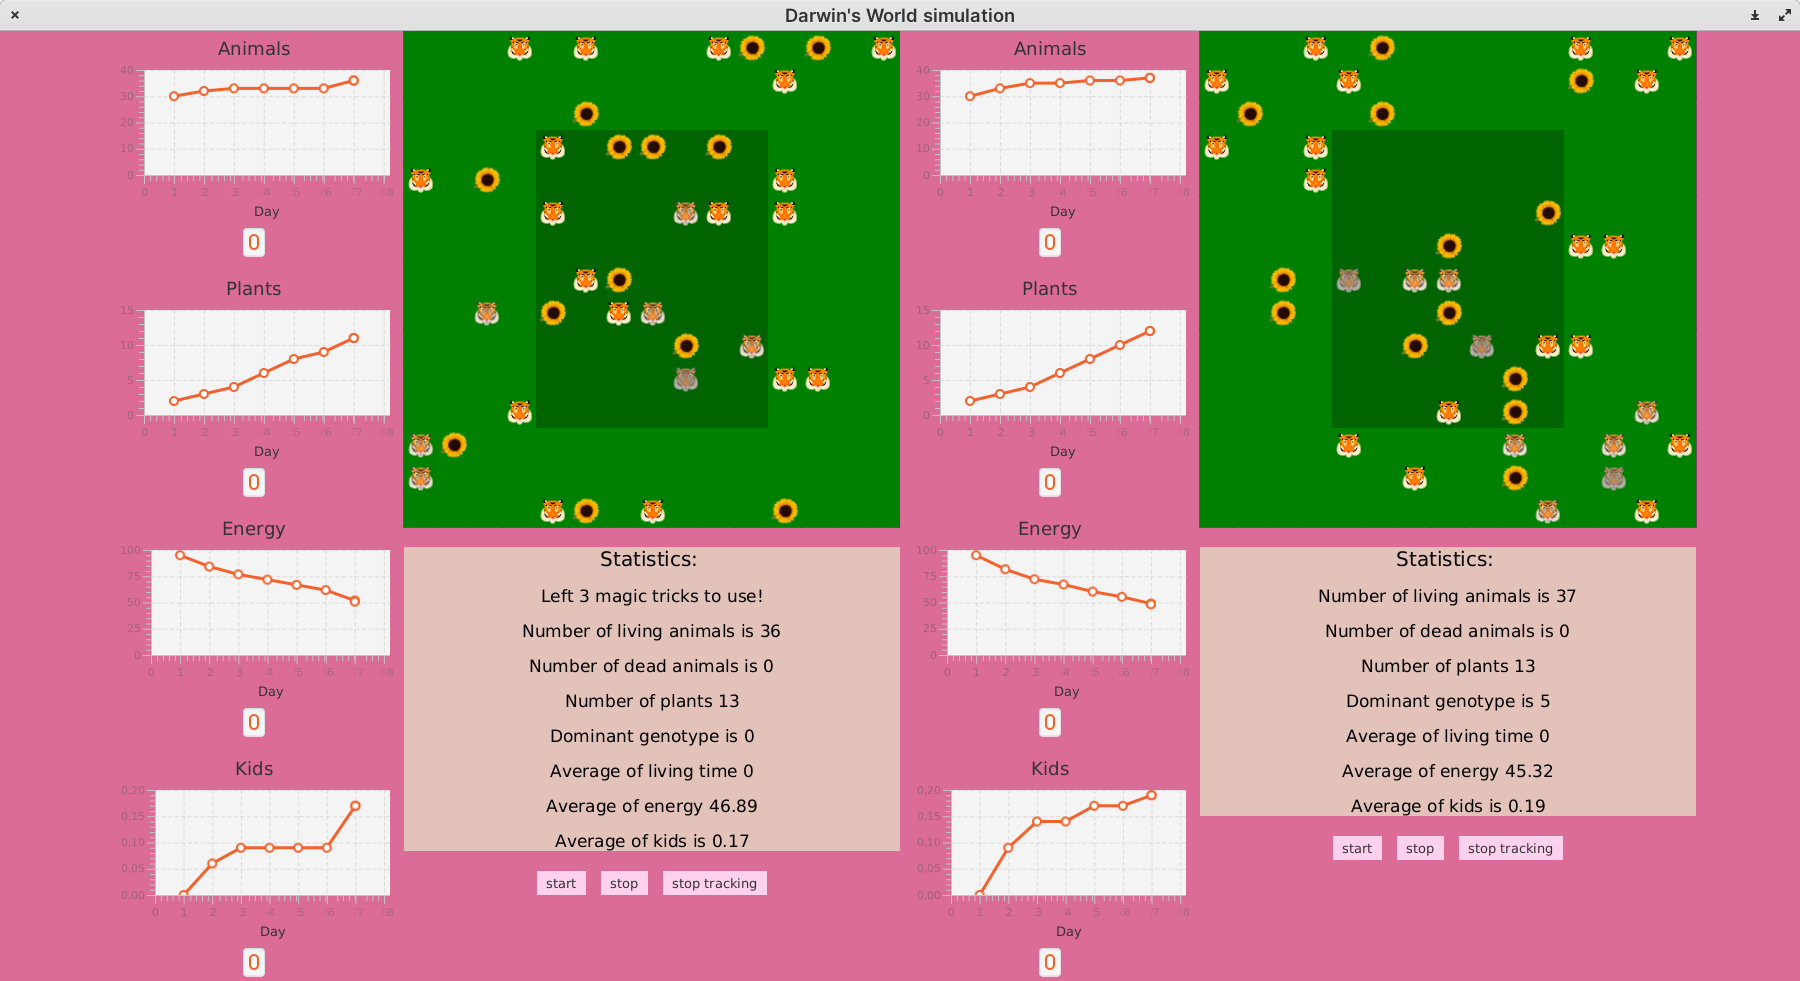 Darwin's World simulation
Animals
40
30
20
10
0
0 1 2 3 4 5 6 7 8
Day
0
Plants
15
10
5
0
0 1 2 3 4 5 6 7 8
Day
0
Energy
100
75
50
25
0
0 1 2 3 4 5 6 7 8
Day
0
Kids
0,20
0,15
0,10
0,05
0,00
0 1 2 3 4 5 6 7 8
Day
0
Statistics:
Left 3 magic tricks to use!
Number of living animals is 36
Number of dead animals is 0
Number of plants 13
Dominant genotype is 0
Average of living time 0
Average of energy 46.89
Average of kids is 0.17
start stop stop tracking
Animals
40
30
20
10
0
0 1 2 3 4 5 6 7 8
Day
0
Plants
15
10
5
0
0 1 2 3 4 5 6 7 8
Day
0
Energy
100
75
50
25
0
0 1 2 3 4 5 6 7 8
Day
0
Kids
0,20
0,15
0,10
0,05
0,00
0 1 2 3 4 5 6 7 8
Day
0
Statistics:
Number of living animals is 37
Number of dead animals is 0
Number of plants 13
Dominant genotype is 5
Average of living time 0
Average of energy 45.32
Average of kids is 0.19
start stop stop tracking